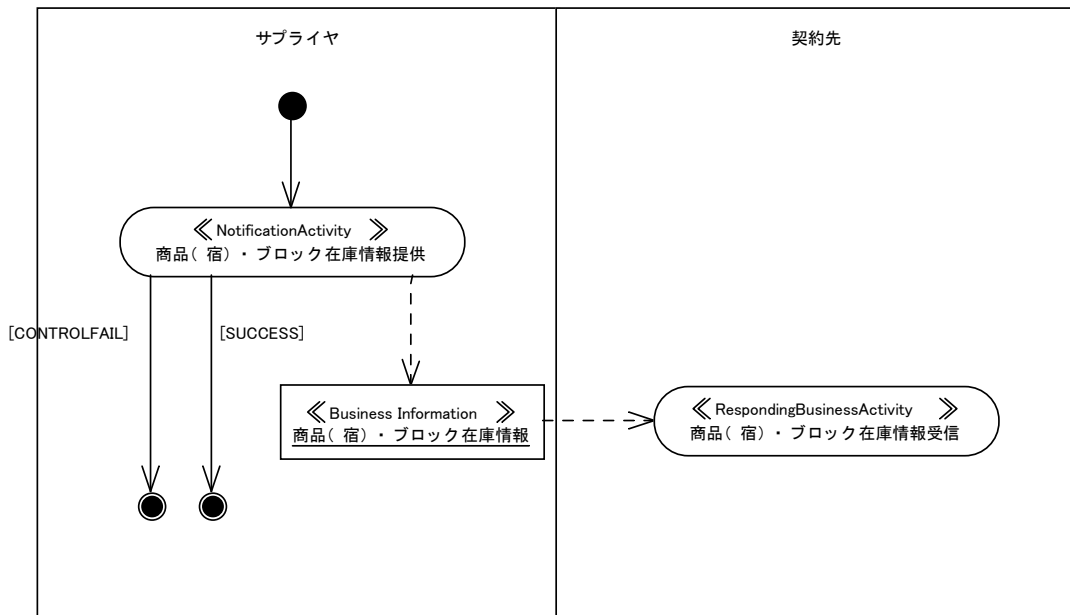 サプライヤ
契約先
≪NotificationActivity ≫
商品( 宿) ・ ブロック在庫情報提供
[CONTROLFAIL]
[SUCCESS]
≪Business Information ≫
商品( 宿) ・ ブロック在庫情報
≪RespondingBusinessActivity ≫
商品( 宿) ・ ブロック在庫情報受信